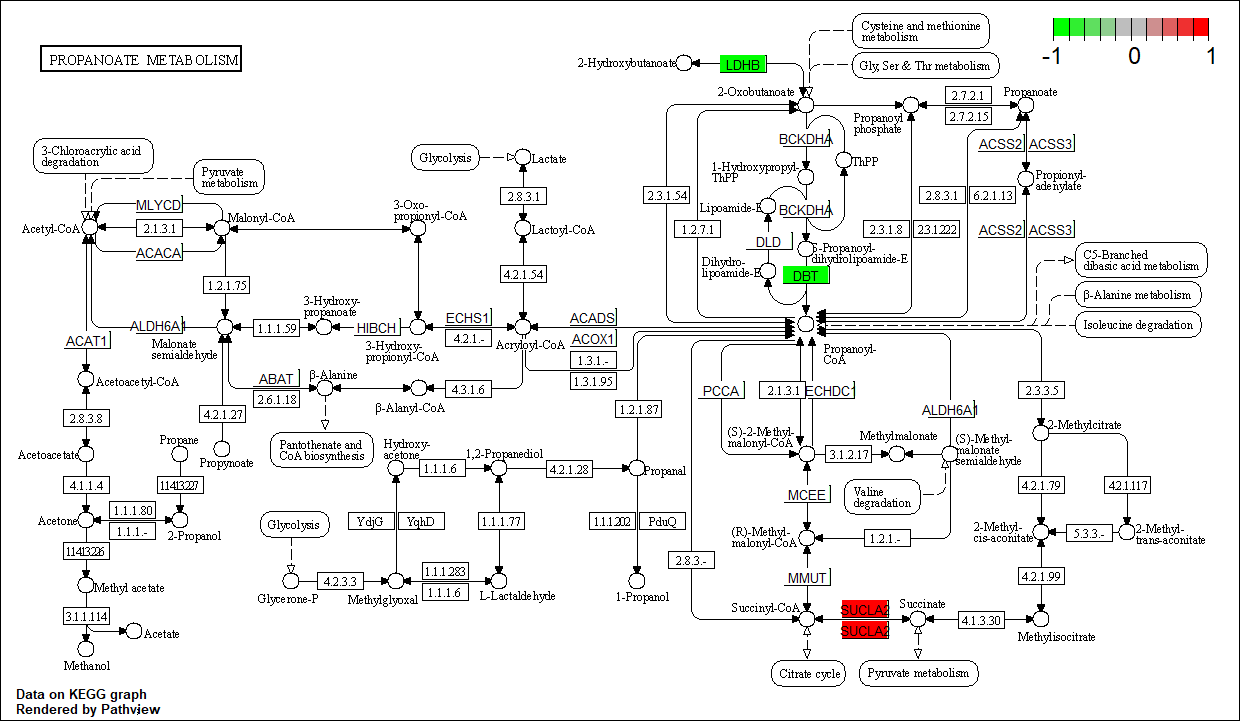 PROPANOATE METABOLISM
-1 0 1
Cysteine and methionine
metabolism
2-Hydroxybutanoate
LDHB
Gly, Ser & Thr metabolism
2-Oxobutanoate
Propanoyl
phosphate
2.7.2.1
2.7.2.15
Propanoate
3-Chloroacrylic acid
degradation
Pyruvate
metabolism
Glycolysis
Lactate
BCKDHA
ThPP
ACSS2
ACSS3
1-Hydroxypropyl-
ThPP
Propionyl-
adenylate
MLYCD
2.8.3.1
2.3.1.54
2.8.3.1
6.2.1.13
Acetyl-CoA
2.1.3.1
Malonyl-CoA
3-Oxo-
propionyl-CoA
Lactoyl-CoA
1.2.7.1
Lipoamide-E
BCKDHA
2.3.1.8
2.3.1.222
ACSS2
ACSS3
ACACA
DLD
S-Propanoyl-
dihydrolipoamide-E
C5-Branched
dibasic acid metabolism
4.2.1.54
Dihydro-
lipoamide-E
DBT
1.2.1.75
β-Alanine metabolism
3-Hydroxy-
propanoate
ALDH6A1
1.1.1.59
HIBCH
ECHS1
4.2.1.-
ACADS
ACOX1
1.3.1.-
1.3.1.95
Isoleucine degradation
ACAT1
Malonate
semialdehyde
3-Hydroxy-
propionyl-CoA
Acryloyl-CoA
Propanoyl-
CoA
Acetoacetyl-CoA
ABAT
2.6.1.18
β-Alanine
β-Alanyl-CoA
4.3.1.6
PCCA
2.1.3.1
ECHDC1
2.3.3.5
2.8.3.8
4.2.1.27
1.2.1.87
ALDH6A1
2-Methylcitrate
Acetoacetate
Propane
Propynoate
Pantothenate and
CoA biosynthesis
Hydroxy-
acetone
1.1.1.6
1,2-Propanediol
4.2.1.28
Propanal
(S)-2-Methyl-
malonyl-CoA
Methylmalonate
3.1.2.17
(S)-Methyl-
malonate
semialdehyde
4.1.1.4
1.14.13.227
MCEE
Valine
degradation
4.2.1.79
4.2.1.117
Acetone
1.1.1.80
1.1.1.-
2-Propanol
Glycolysis
YdjG
YqhD
1.1.1.77
1.1.1.202
PduQ
(R)-Methyl-
malonyl-CoA
1.2.1.-
2-Methyl-
cis-aconitate
5.3.3.-
2-Methyl-
trans-aconitate
1.14.13.226
2.8.3.-
Methyl acetate
Glycerone-P
4.2.3.3
Methylglyoxal
1.1.1.283
1.1.1.6
L-Lactaldehyde
1-Propanol
MMUT
4.2.1.99
3.1.1.114
Acetate
Methanol
Succinyl-CoA
SUCLA2
SUCLA2
Succinate
4.1.3.30
Methylisocitrate
Citrate cycle
Pyruvate metabolism
Data on KEGG graph
Rendered by Pathview